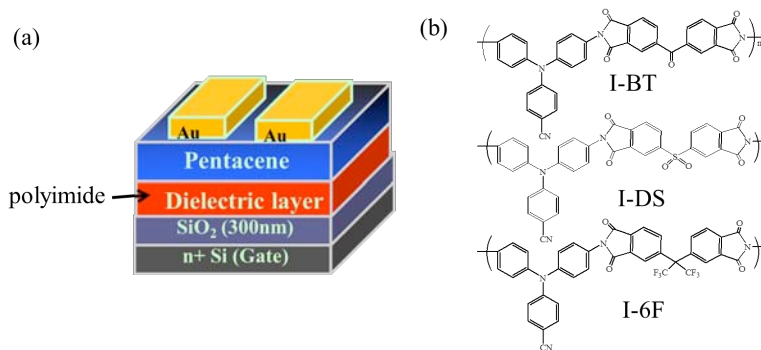 (a)
Au
Au
Pentacene
polyimide
Dielectric layer
SiO₂ (300nm)
n+ Si (Gate)
(b)
O
O
O
O
N
N
n
O
O
O
N
CN
I-BT
O
O
N
S
N
O
O
O
O
N
CN
I-DS
O
O
N
N
O
O
F₃C
CF₃
N
CN
I-6F